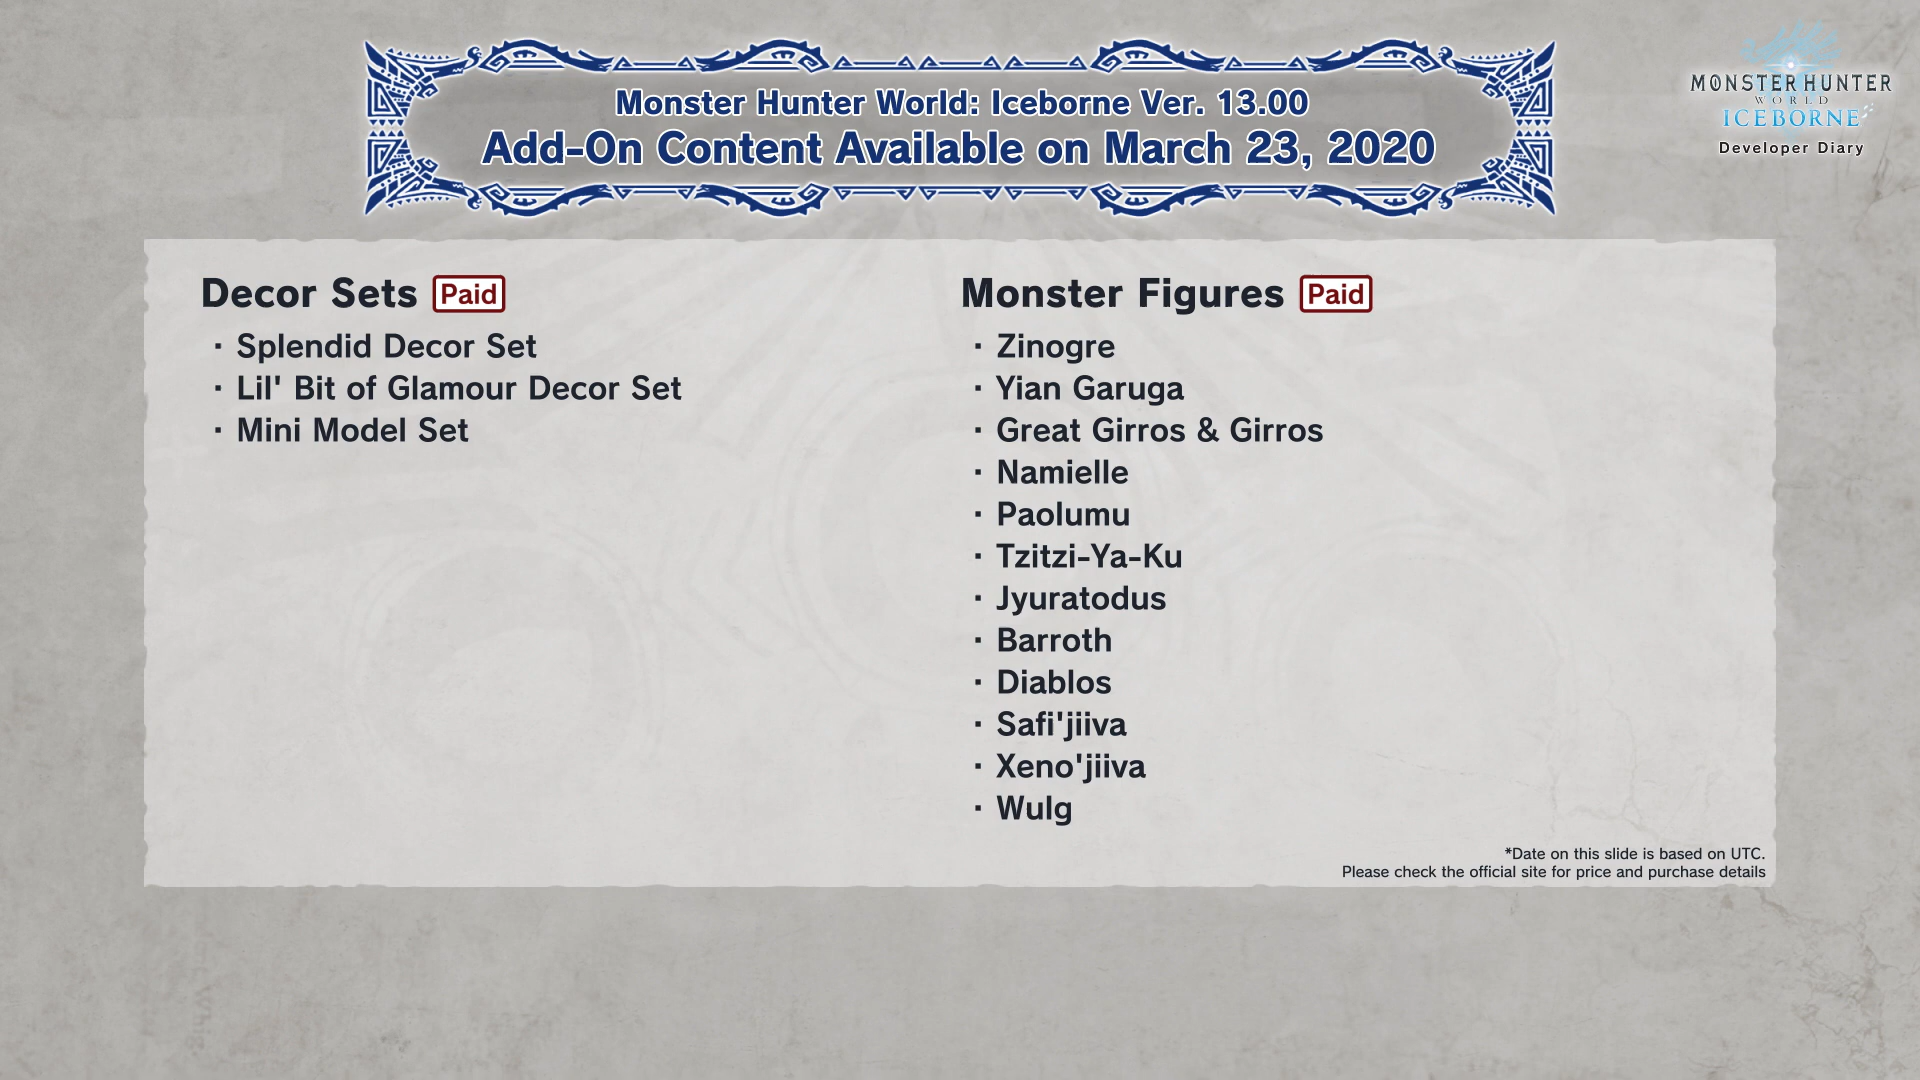 Monster Hunter World: Iceborne Ver. 13.00
Add-On Content Available on March 23, 2020
MONSTER HUNTER
WORLD
ICEBORNE
Developer Diary
Decor Sets Paid
· Splendid Decor Set
· Lil' Bit of Glamour Decor Set
· Mini Model Set
Monster Figures Paid
· Zinogre
· Yian Garuga
· Great Girros & Girros
· Namielle
· Paolumu
· Tzitzi-Ya-Ku
· Jyuratodus
· Barroth
· Diablos
· Safi'jiiva
· Xeno'jiiva
· Wulg
*Date on this slide is based on UTC.
Please check the official site for price and purchase details